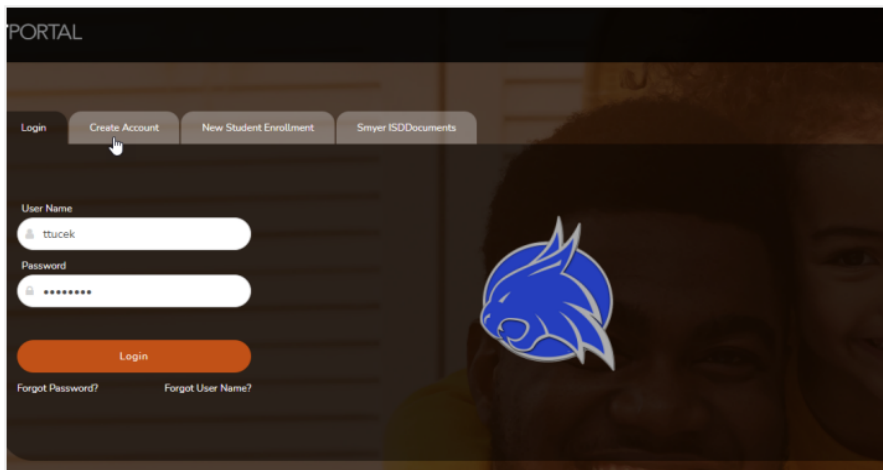 PORTAL
Login
Create Account
New Student Enrollment
Smyer ISDDocuments
User Name
ttucek
Password
••••••••
Login
Forgot Password?
Forgot User Name?